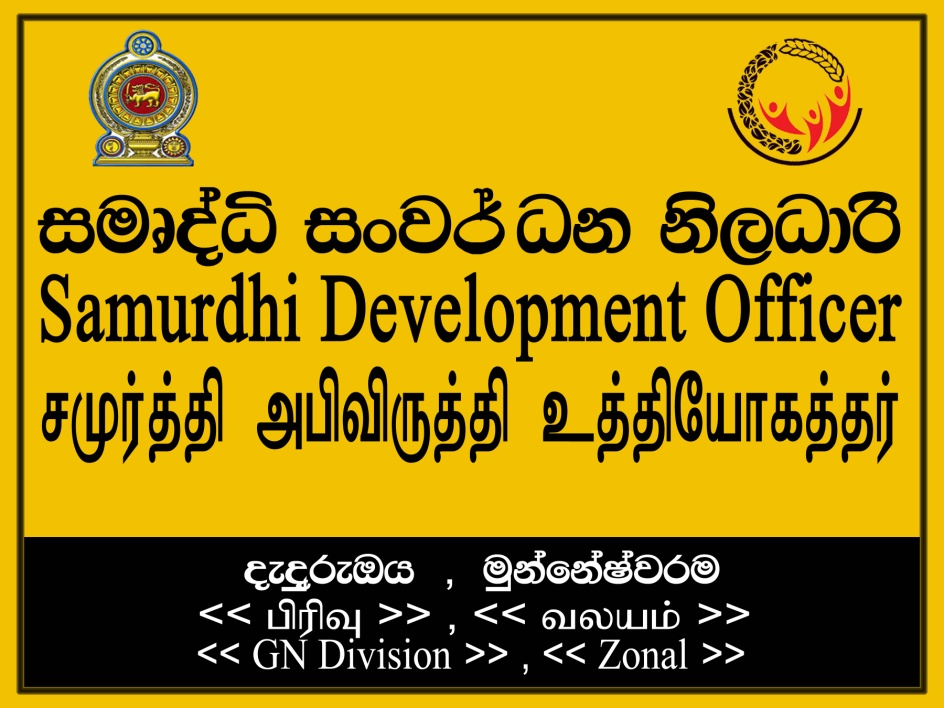 සමෘද්ධි සංවර්ධන නිලධාරි
Samurdhi Development Officer
சமுர்த்தி அபிவிருத்தி உத்தியோகத்தர்
දැදුරුඔය , මුන්නේෂ්වරම
<< பிரிவு >> , << வலயம் >>
<< GN Division >> , << Zonal >>